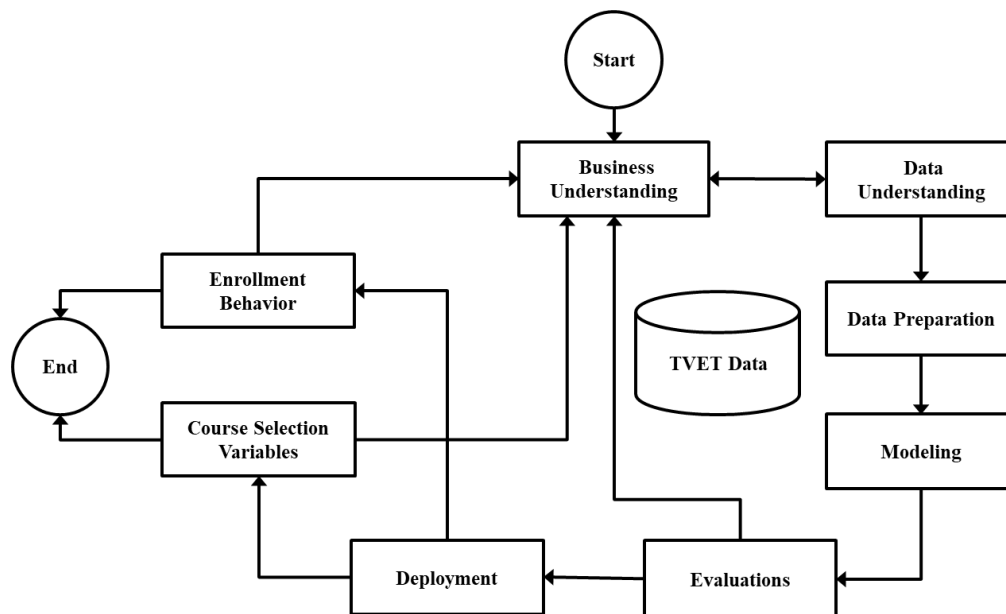 Start
Business
Understanding
Data
Understanding
Enrollment
Behavior
Data Preparation
TVET Data
End
Course Selection
Variables
Modeling
Deployment
Evaluations